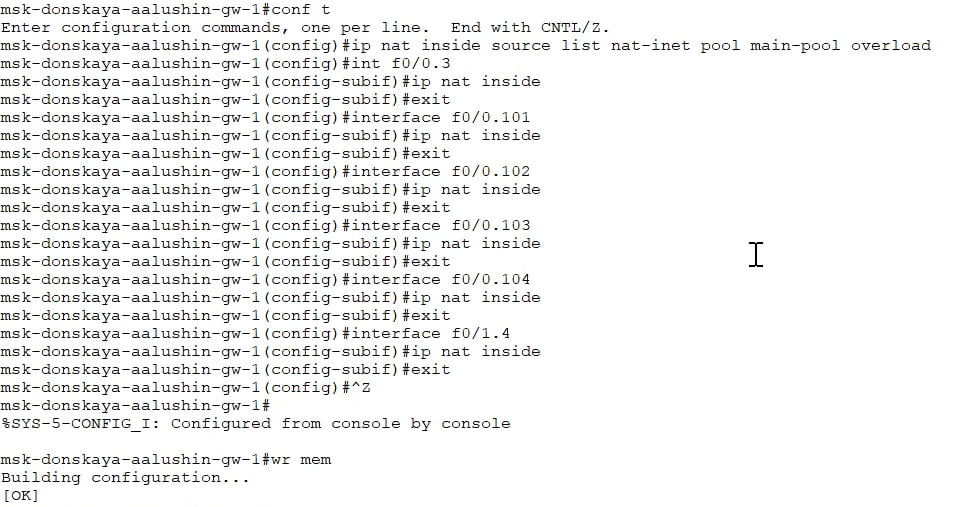 msk-donskaya-aalushin-gw-1#conf t
Enter configuration commands, one per line.  End with CNTL/Z.
msk-donskaya-aalushin-gw-1(config)#ip nat inside source list nat-inet pool main-pool overload
msk-donskaya-aalushin-gw-1(config)#int f0/0.3
msk-donskaya-aalushin-gw-1(config-subif)#ip nat inside
msk-donskaya-aalushin-gw-1(config-subif)#exit
msk-donskaya-aalushin-gw-1(config)#interface f0/0.101
msk-donskaya-aalushin-gw-1(config-subif)#ip nat inside
msk-donskaya-aalushin-gw-1(config-subif)#exit
msk-donskaya-aalushin-gw-1(config)#interface f0/0.102
msk-donskaya-aalushin-gw-1(config-subif)#ip nat inside
msk-donskaya-aalushin-gw-1(config-subif)#exit
msk-donskaya-aalushin-gw-1(config)#interface f0/0.103
msk-donskaya-aalushin-gw-1(config-subif)#ip nat inside
msk-donskaya-aalushin-gw-1(config-subif)#exit
msk-donskaya-aalushin-gw-1(config)#interface f0/0.104
msk-donskaya-aalushin-gw-1(config-subif)#ip nat inside
msk-donskaya-aalushin-gw-1(config-subif)#exit
msk-donskaya-aalushin-gw-1(config)#interface f0/1.4
msk-donskaya-aalushin-gw-1(config-subif)#ip nat inside
msk-donskaya-aalushin-gw-1(config-subif)#exit
msk-donskaya-aalushin-gw-1(config)#^Z
msk-donskaya-aalushin-gw-1#
%SYS-5-CONFIG_I: Configured from console by console
msk-donskaya-aalushin-gw-1#wr mem
Building configuration...
[OK]